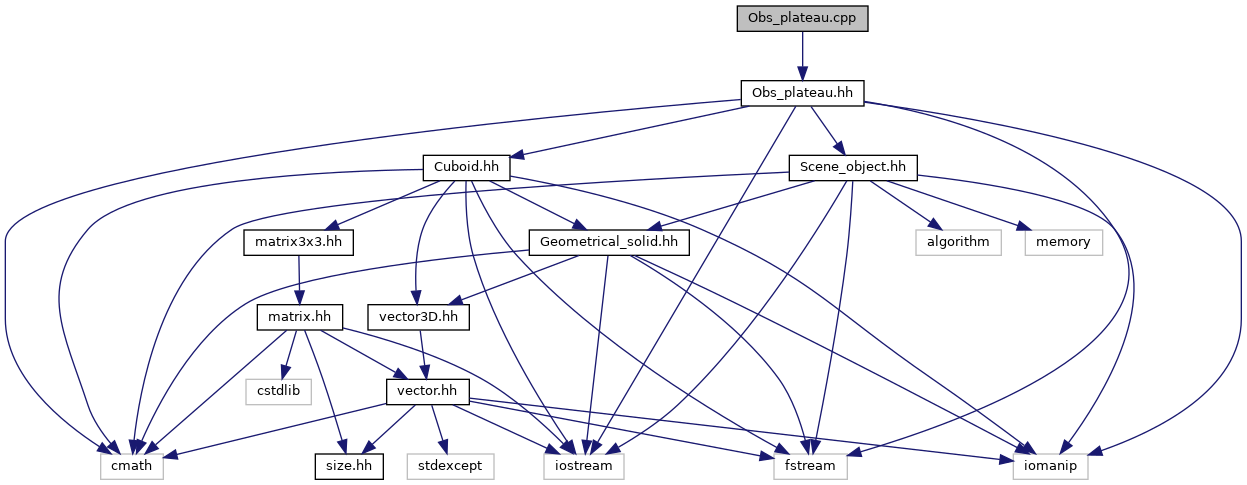 Obs_plateau.cpp
Obs_plateau.hh
Cuboid.hh
Scene_object.hh
matrix3x3.hh
Geometrical_solid.hh
algorithm
memory
matrix.hh
vector3D.hh
cstdlib
vector.hh
cmath
size.hh
stdexcept
iostream
fstream
iomanip